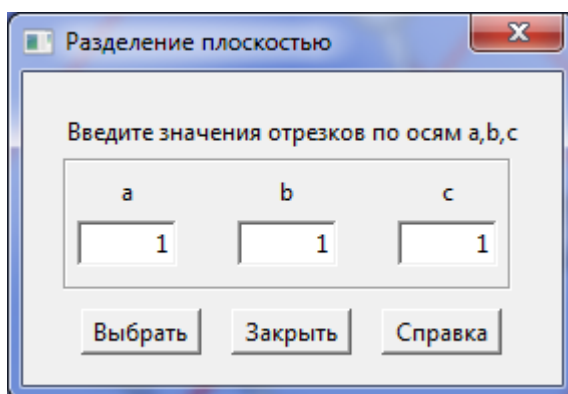 Разделение плоскостью
Введите значения отрезков по осям a,b,c
a b c
1 1 1
Выбрать Закрыть Справка